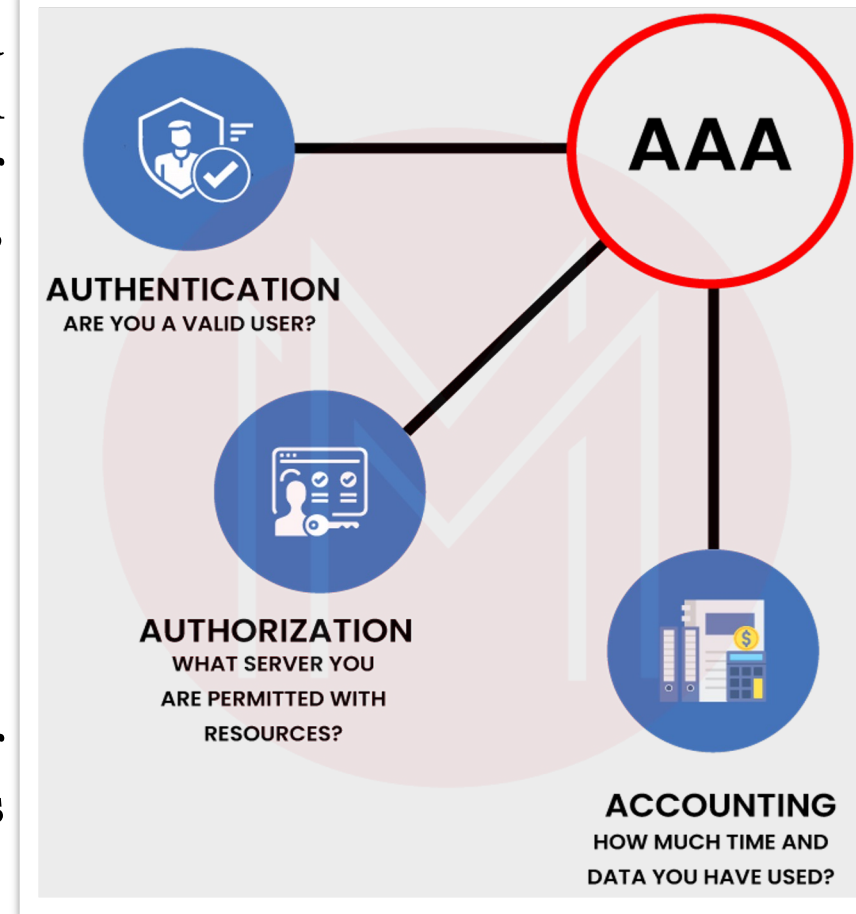 AAA
AUTHENTICATION
ARE YOU A VALID USER?
AUTHORIZATION
WHAT SERVER YOU
ARE PERMITTED WITH
RESOURCES?
ACCOUNTING
HOW MUCH TIME AND
DATA YOU HAVE USED?